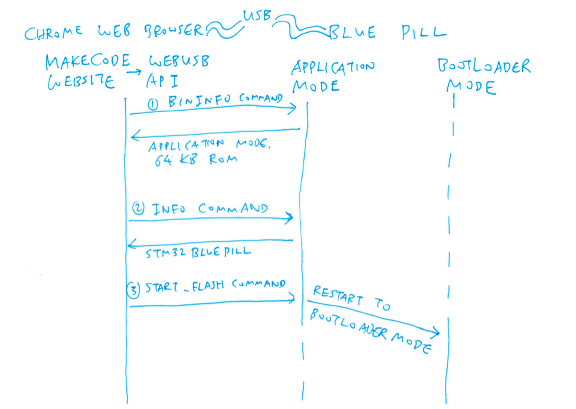 USB
CHROME WEB BROWSER BLUE PILL
MAKECODE WEBSITE → WEBUSB API
APPLICATION MODE
BOOTLOADER MODE
① BININFO COMMAND
APPLICATION MODE,
64 KB ROM
② INFO COMMAND
STM32 BLUE PILL
③ START_FLASH COMMAND
RESTART TO
BOOTLOADER MODE